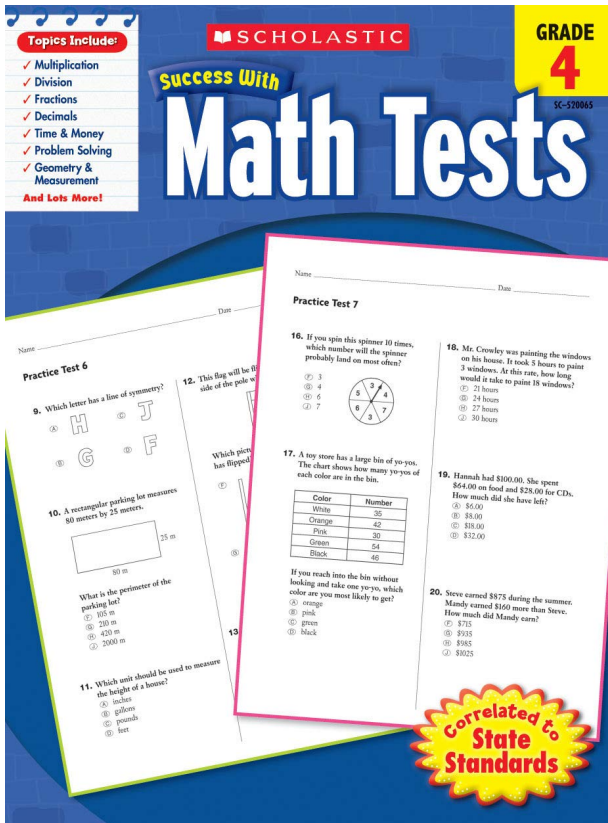 Topics Include:
✓ Multiplication
✓ Division
✓ Fractions
✓ Decimals
✓ Time & Money
✓ Problem Solving
✓ Geometry &
Measurement
And Lots More!
SCHOLASTIC
GRADE
4
SC–520065
Success With
Math Tests
Name
Date
Practice Test 6
9. Which letter has a line of symmetry?
Ⓐ H
Ⓒ J
Ⓑ G
Ⓓ F
10. A rectangular parking lot measures
80 meters by 25 meters.
25 m
80 m
What is the perimeter of the
parking lot?
Ⓕ 105 m
Ⓖ 210 m
Ⓗ 420 m
Ⓙ 2000 m
11. Which unit should be used to measure
the height of a house?
Ⓐ inches
Ⓑ gallons
Ⓒ pounds
Ⓓ feet
12. This flag will be
side of the pole
Which
has flipped
Ⓕ
Ⓖ
13
Name
Date
Practice Test 7
16. If you spin this spinner 10 times,
which number will the spinner
probably land on most often?
Ⓕ 3
Ⓖ 4
Ⓗ 6
Ⓙ 7
3
4
7
3
6
5
17. A toy store has a large bin of yo-yos.
The chart shows how many yo-yos of
each color are in the bin.
Color Number
White 35
Orange 42
Pink 30
Green 54
Black 46
If you reach into the bin without
looking and take one yo-yo, which
color are you most likely to get?
Ⓐ orange
Ⓑ pink
Ⓒ green
Ⓓ black
18. Mr. Crowley was painting the windows
on his house. It took 5 hours to paint
3 windows. At this rate, how long
would it take to paint 18 windows?
Ⓕ 21 hours
Ⓖ 24 hours
Ⓗ 27 hours
Ⓙ 30 hours
19. Hannah had $100.00. She spent
$64.00 on food and $28.00 for CDs.
How much did she have left?
Ⓐ $6.00
Ⓑ $8.00
Ⓒ $18.00
Ⓓ $32.00
20. Steve earned $875 during the summer.
Mandy earned $160 more than Steve.
How much did Mandy earn?
Ⓕ $715
Ⓖ $935
Ⓗ $985
Ⓙ $1025
Correlated to
State
Standards